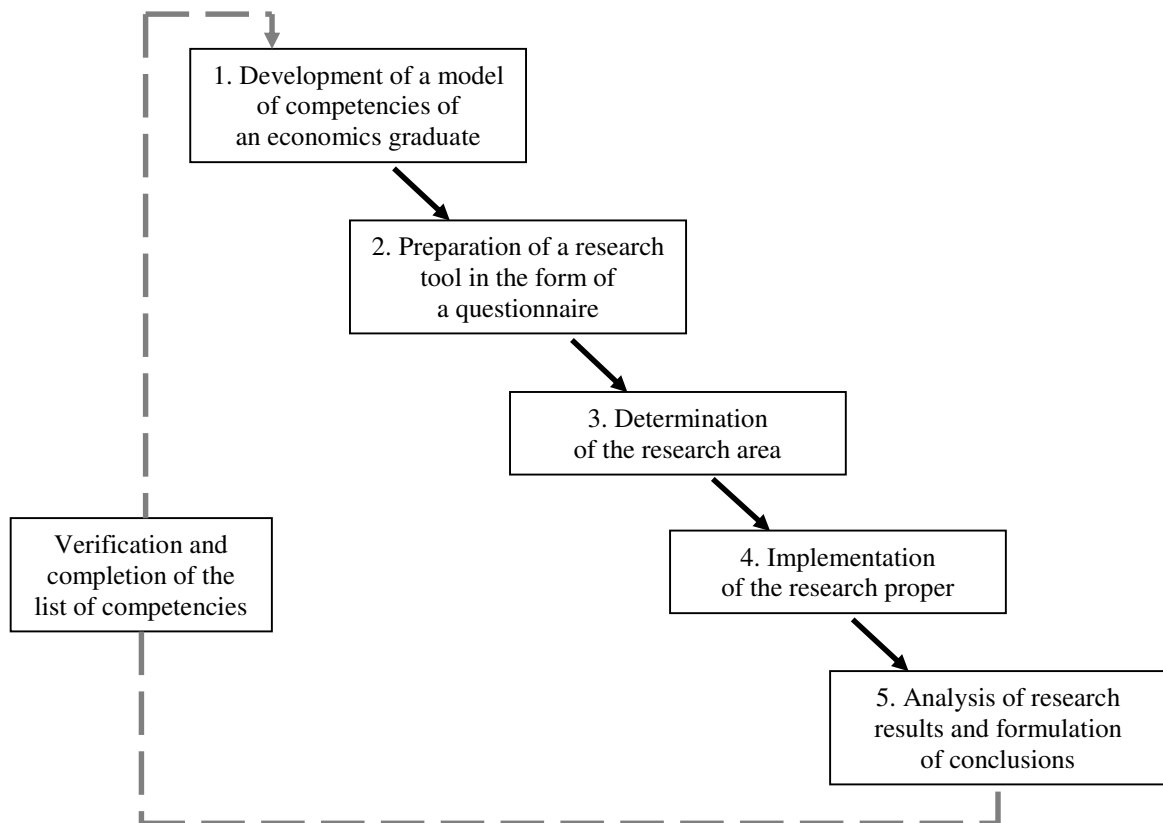 1. Development of a model
of competencies of
an economics graduate
2. Preparation of a research
tool in the form of
a questionnaire
3. Determination
of the research area
Verification and
completion of the
list of competencies
4. Implementation
of the research proper
5. Analysis of research
results and formulation
of conclusions